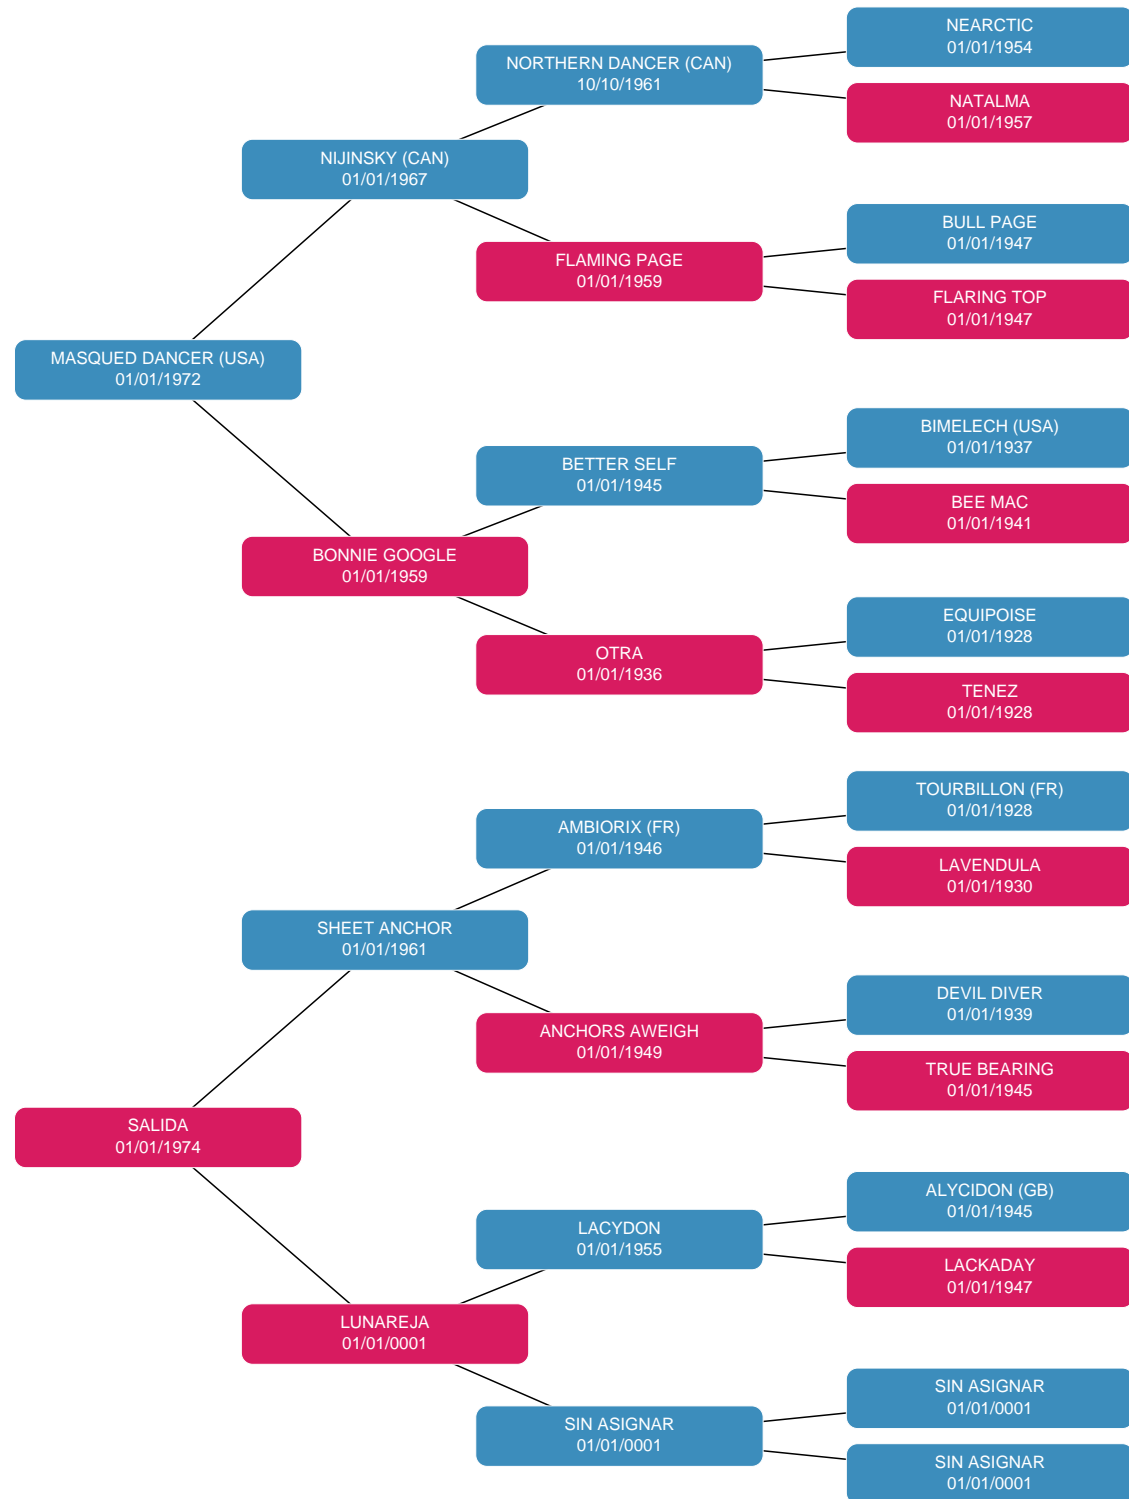 NEARCTIC
01/01/1954
NORTHERN DANCER (CAN)
10/10/1961
NATALMA
01/01/1957
NIJINSKY (CAN)
01/01/1967
BULL PAGE
01/01/1947
FLAMING PAGE
01/01/1959
FLARING TOP
01/01/1947
MASQUED DANCER (USA)
01/01/1972
BIMELECH (USA)
01/01/1937
BETTER SELF
01/01/1945
BEE MAC
01/01/1941
BONNIE GOOGLE
01/01/1959
EQUIPOISE
01/01/1928
OTRA
01/01/1936
TENEZ
01/01/1928
TOURBILLON (FR)
01/01/1928
AMBIORIX (FR)
01/01/1946
LAVENDULA
01/01/1930
SHEET ANCHOR
01/01/1961
DEVIL DIVER
01/01/1939
ANCHORS AWEIGH
01/01/1949
TRUE BEARING
01/01/1945
SALIDA
01/01/1974
ALYCIDON (GB)
01/01/1945
LACYDON
01/01/1955
LACKADAY
01/01/1947
LUNAREJA
01/01/0001
SIN ASIGNAR
01/01/0001
SIN ASIGNAR
01/01/0001
SIN ASIGNAR
01/01/0001